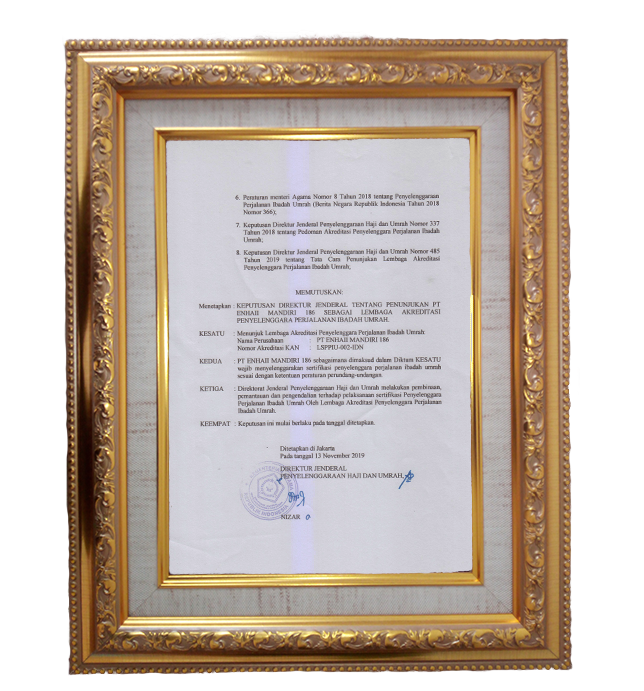 6. Peraturan menteri Agama Nomor 8 Tahun 2018 tentang Penyelenggaraan
Perjalanan Ibadah Umrah (Berita Negara Republik Indonesia Tahun 2018
Nomor 366);
7. Keputusan Direktur Jenderal Penyelenggaraan Haji dan Umrah Nomor 337
Tahun 2018 tentang Pedoman Akreditasi Penyelenggara Perjalanan Ibadah
Umrah;
8. Keputusan Direktur Jenderal Penyelenggaraan Haji dan Umrah Nomor 485
Tahun 2019 tentang Tata Cara Penunjukan Lembaga Akreditasi
Penyelenggara Perjalanan Ibadah Umrah;
MEMUTUSKAN:
Menetapkan : KEPUTUSAN DIREKTUR JENDERAL TENTANG PENUNJUKAN PT
ENHAII MANDIRI 186 SEBAGAI LEMBAGA AKREDITASI
PENYELENGGARA PERJALANAN IBADAH UMRAH.
KESATU : Menunjuk Lembaga Akreditasi Penyelenggara Perjalanan Ibadah Umrah:
Nama Perusahaan : PT ENHAII MANDIRI 186
Nomor Akreditasi KAN : LSPPIU-002-IDN
KEDUA : PT ENHAII MANDIRI 186 sebagaimana dimaksud dalam Diktum KESATU
wajib menyelenggarakan sertifikasi penyelenggara perjalanan ibadah umrah
sesuai dengan ketentuan peraturan perundang-undangan.
KETIGA : Direktorat Jenderal Penyelenggaraan Haji dan Umrah melakukan pembinaan,
pemantauan dan pengendalian terhadap pelaksanaan sertifikasi Penyelenggara
Perjalanan Ibadah Umrah Oleh Lembaga Akreditasi Penyelenggara Perjalanan
Ibadah Umrah.
KEEMPAT : Keputusan ini mulai berlaku pada tanggal ditetapkan.
Ditetapkan di Jakarta
Pada tanggal 13 November 2019
DIREKTUR JENDERAL
PENYELENGGARAAN HAJI DAN UMRAH,
NIZAR